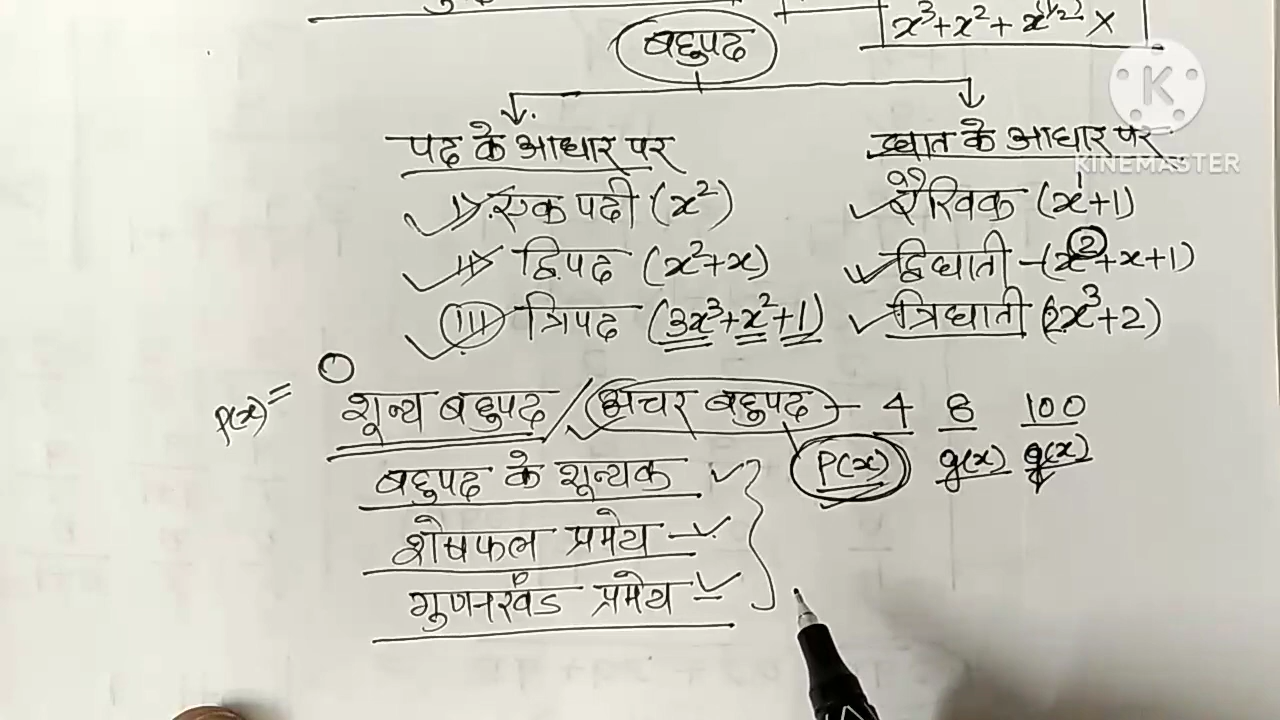 x³+x²+x^(1/2) ×
बहुपद
K
KINEMASTER
पद के आधार पर
घात के आधार पर
i) एक पदी (x²)
ii) द्विपद (x²+x)
iii) त्रिपद (3x³+x²+1)
रैखिक (x¹+1)
द्विघाती -(x²+x+1)
त्रिघाती (2x³+2)
P(x)= 0
शून्य बहुपद / अचर बहुपद - 4 8 100
P(x) g(x) q(x)
बहुपद के शून्यक
शेषफल प्रमेय -
गुणनखंड प्रमेय -